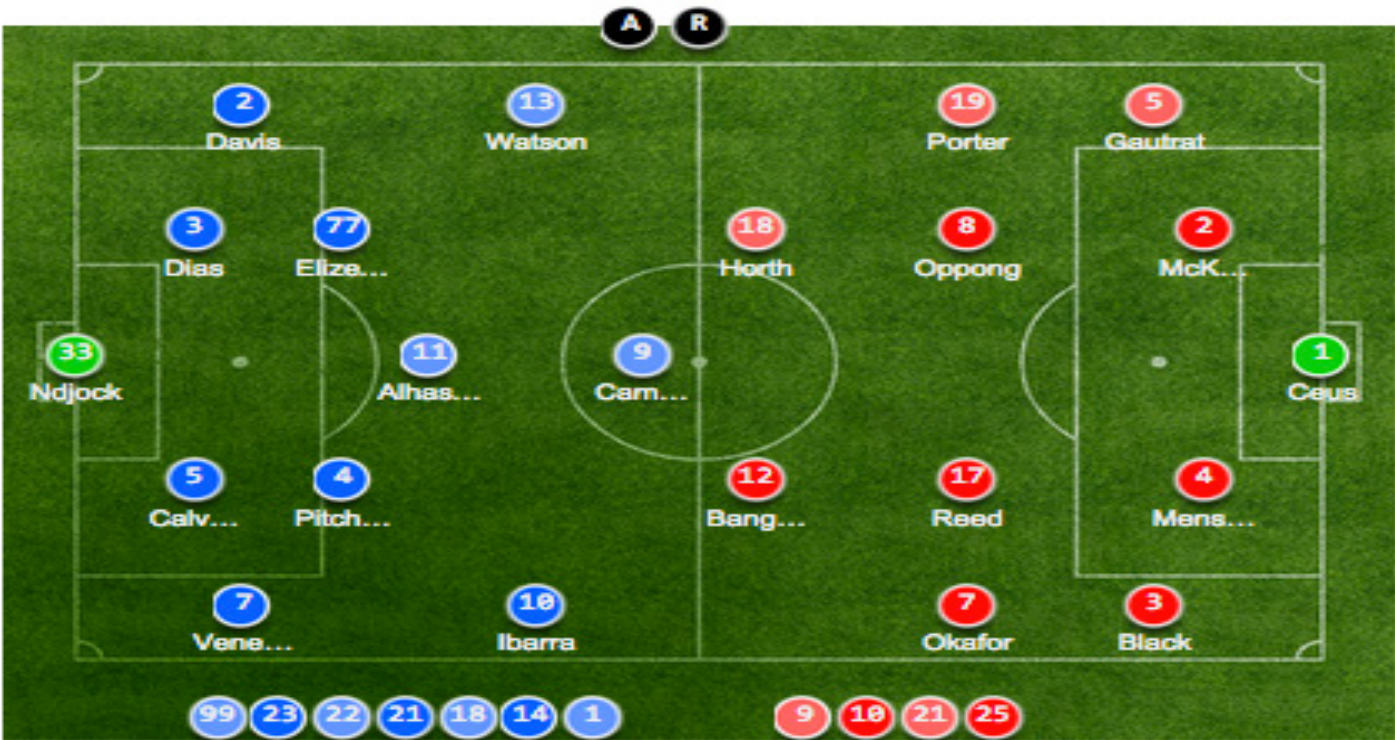 A R
2 13 19 5
Davis Watson Porter Gautrat
3 77 18 8 2
Dias Elize... Horth Oppong McK...
33 11 9 1
Ndjock Alhas... Cam... Ceus
5 4 12 17 4
Calv... Pitch... Bang... Reed Mens...
7 10 7 3
Vene... Ibarra Okafor Black
99 23 22 21 18 14 1 9 10 21 25